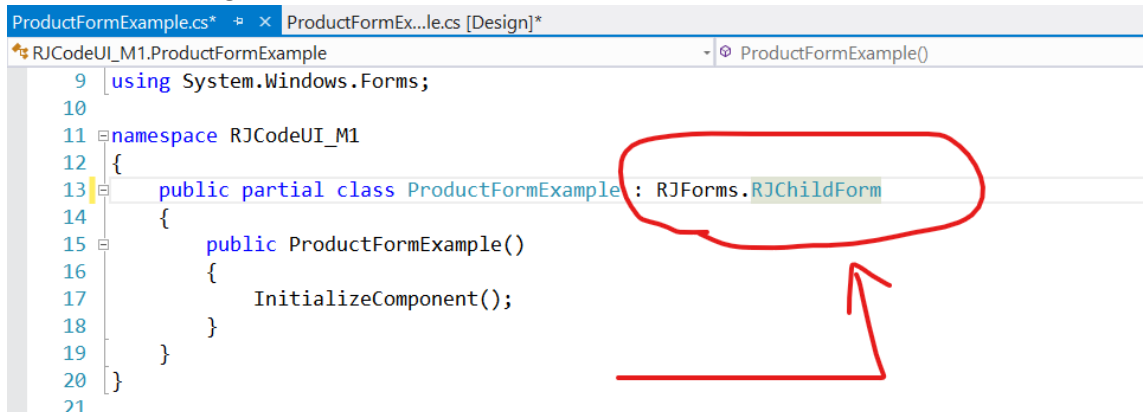 ProductFormExample.cs* ProductFormEx...le.cs [Design]*
RJCodeUI_M1.ProductFormExample ProductFormExample()
9 using System.Windows.Forms;
10
11 namespace RJCodeUI_M1
12 {
13 public partial class ProductFormExample : RJForms.RJChildForm
14 {
15 public ProductFormExample()
16 {
17 InitializeComponent();
18 }
19 }
20 }
21